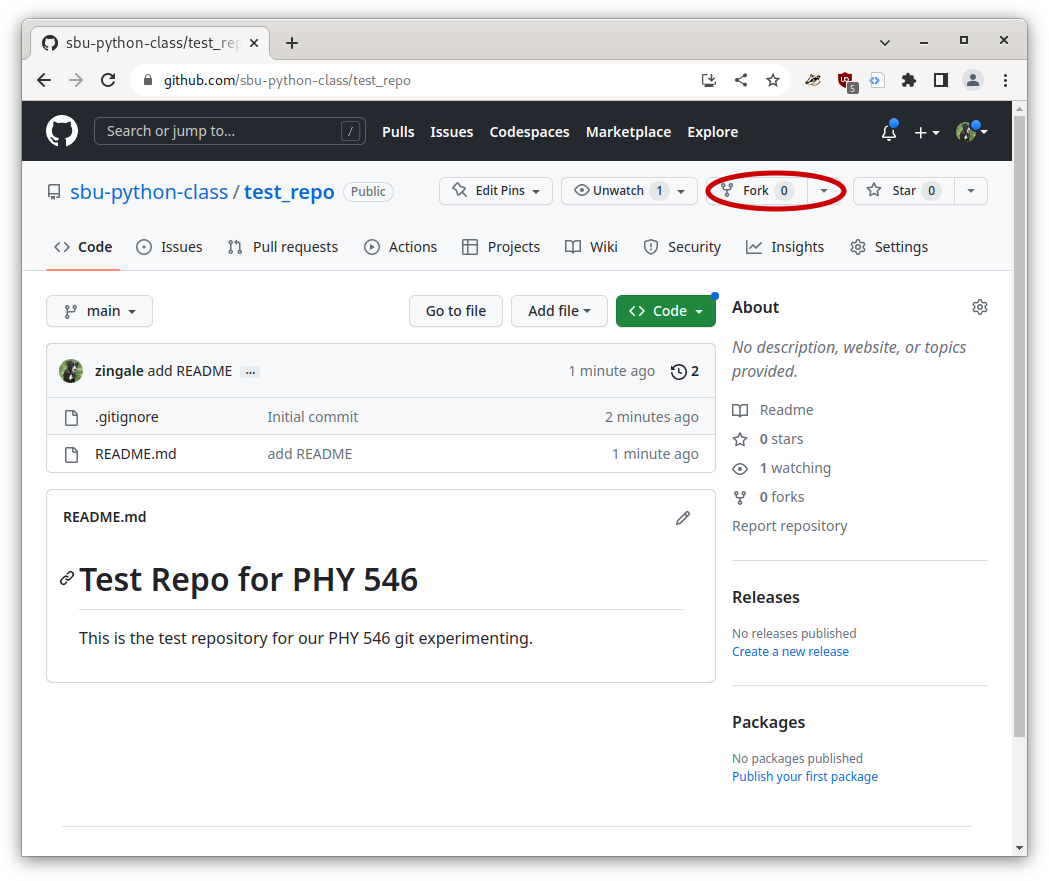 sbu-python-class/test_rep
github.com/sbu-python-class/test_repo
5
Search or jump to... /
Pulls Issues Codespaces Marketplace Explore
sbu-python-class / test_repo Public
Edit Pins Unwatch 1 Fork 0 Star 0
Code Issues Pull requests Actions Projects Wiki Security Insights Settings
main Go to file Add file Code
zingale add README ... 1 minute ago 2
.gitignore Initial commit 2 minutes ago
README.md add README 1 minute ago
README.md
Test Repo for PHY 546
This is the test repository for our PHY 546 git experimenting.
About
No description, website, or topics
provided.
Readme
0 stars
1 watching
0 forks
Report repository
Releases
No releases published
Create a new release
Packages
No packages published
Publish your first package